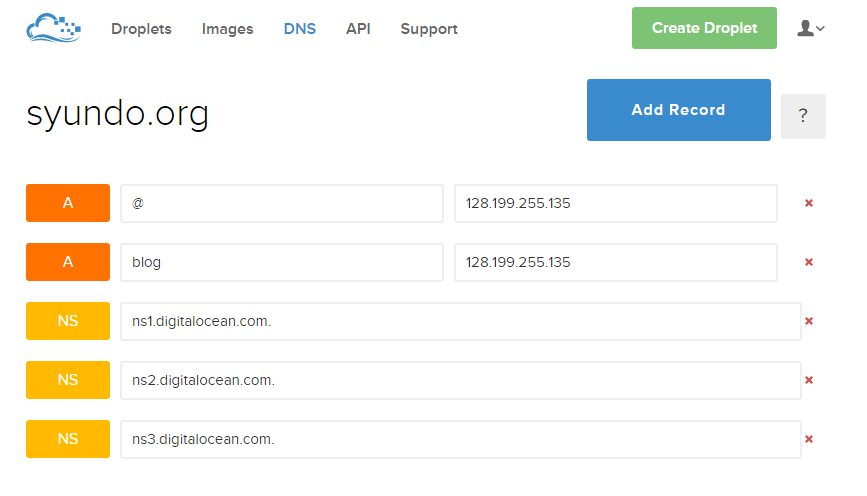 Droplets Images DNS API Support Create Droplet
syundo.org Add Record ?
A @ 128.199.255.135
A blog 128.199.255.135
NS ns1.digitalocean.com.
NS ns2.digitalocean.com.
NS ns3.digitalocean.com.